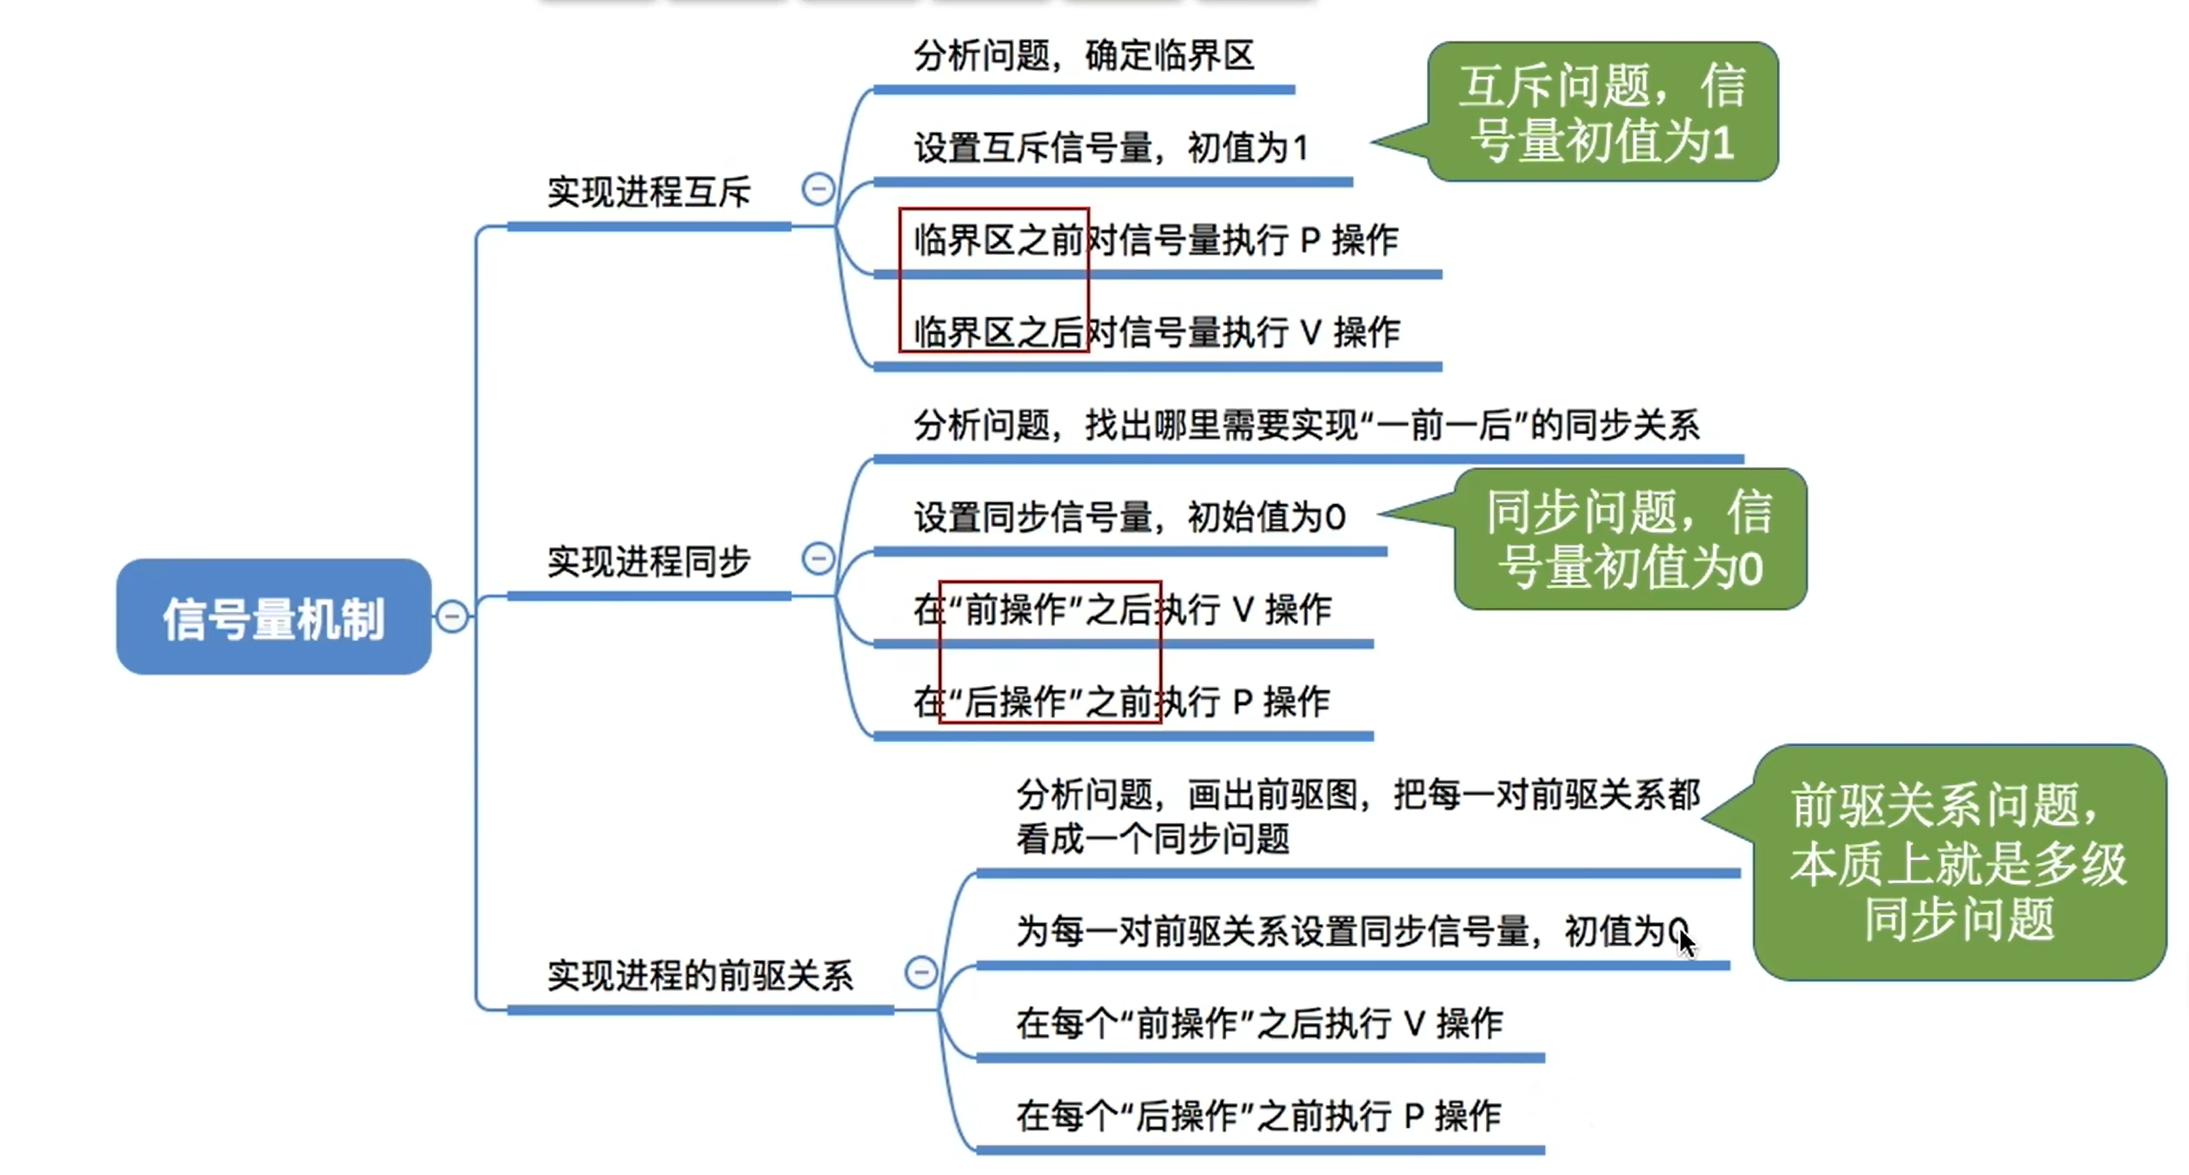 分析问题，确定临界区
互斥问题，信
号量初值为1
设置互斥信号量，初值为1
实现进程互斥
临界区之前对信号量执行 P 操作
临界区之后对信号量执行 V 操作
分析问题，找出哪里需要实现“一前一后”的同步关系
同步问题，信
号量初值为0
设置同步信号量，初始值为0
实现进程同步
在“前操作”之后执行 V 操作
信号量机制
在“后操作”之前执行 P 操作
分析问题，画出前驱图，把每一对前驱关系都
看成一个同步问题
前驱关系问题，
本质上就是多级
同步问题
为每一对前驱关系设置同步信号量，初值为0
实现进程的前驱关系
在每个“前操作”之后执行 V 操作
在每个“后操作”之前执行 P 操作